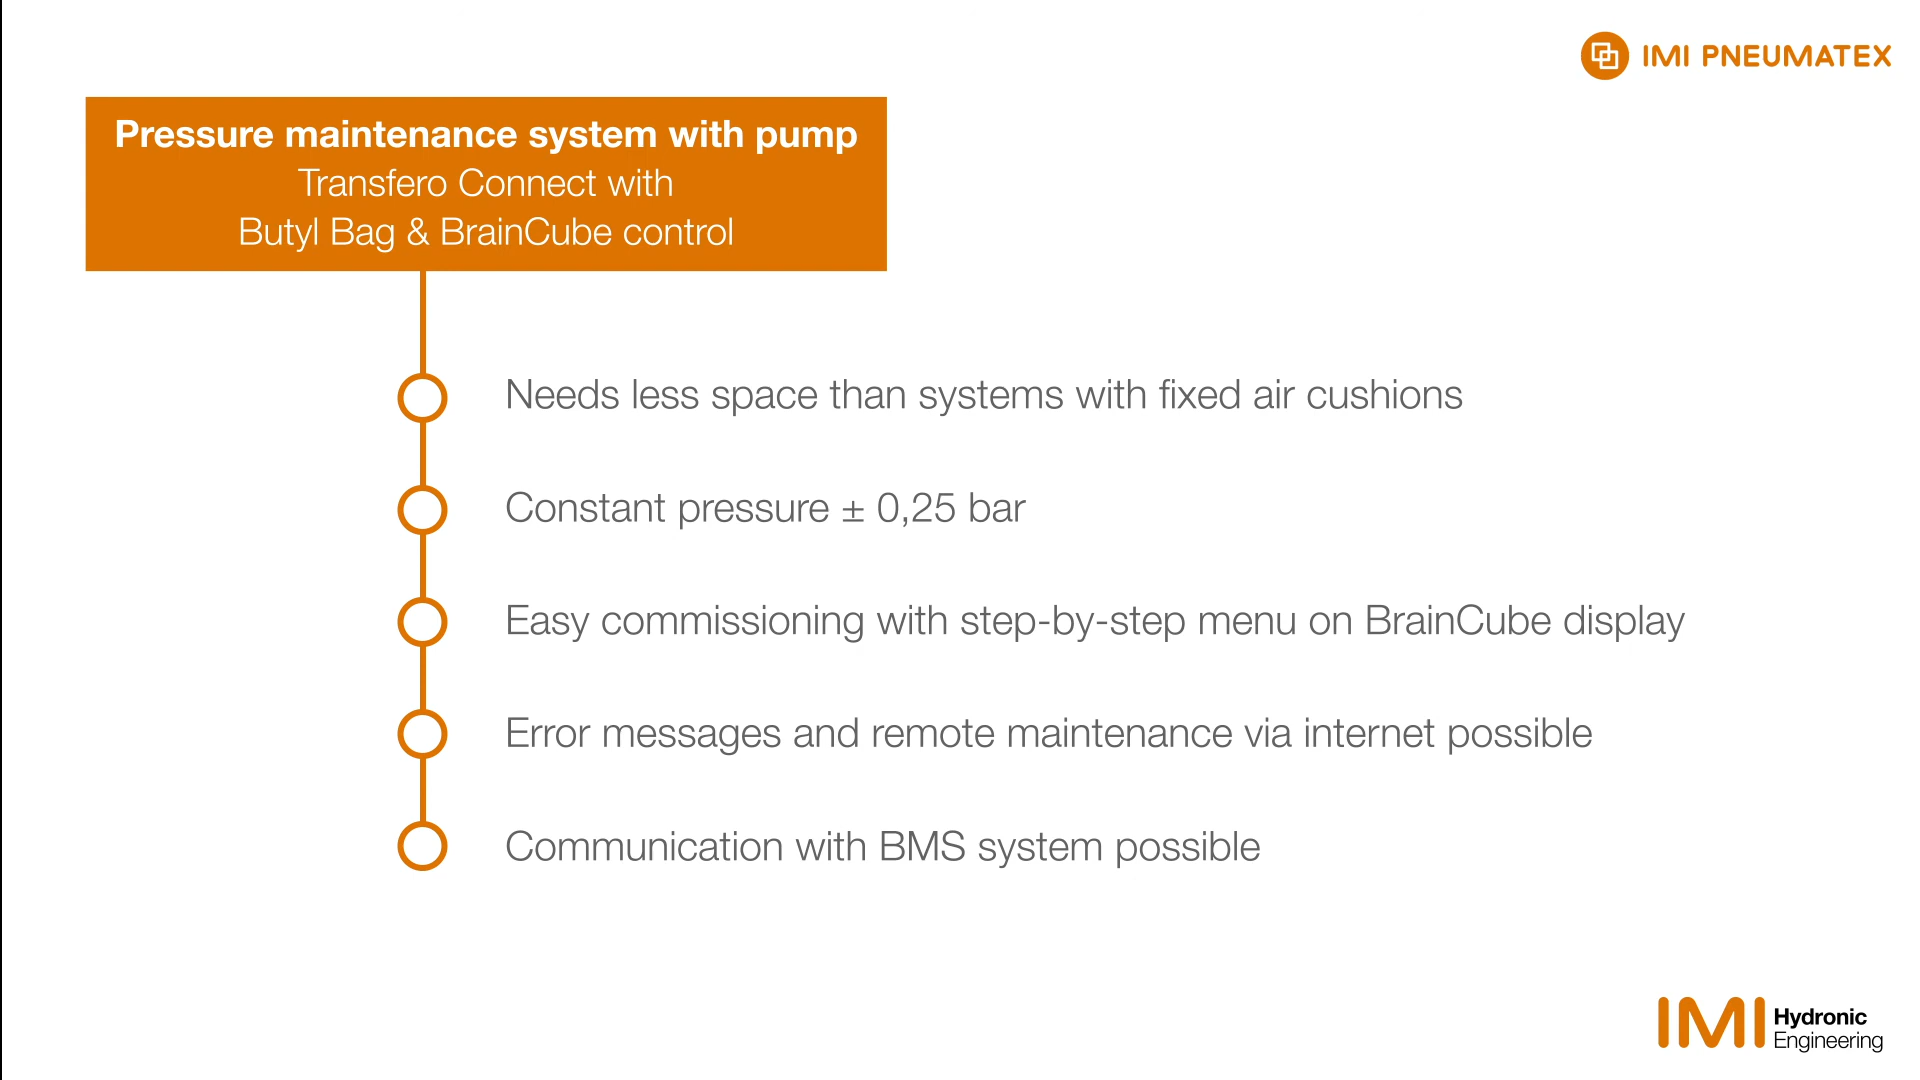 IMI PNEUMATEX
Pressure maintenance system with pump
Transfero Connect with
Butyl Bag & BrainCube control
Needs less space than systems with fixed air cushions
Constant pressure ± 0,25 bar
Easy commissioning with step-by-step menu on BrainCube display
Error messages and remote maintenance via internet possible
Communication with BMS system possible
IMI Hydronic
Engineering